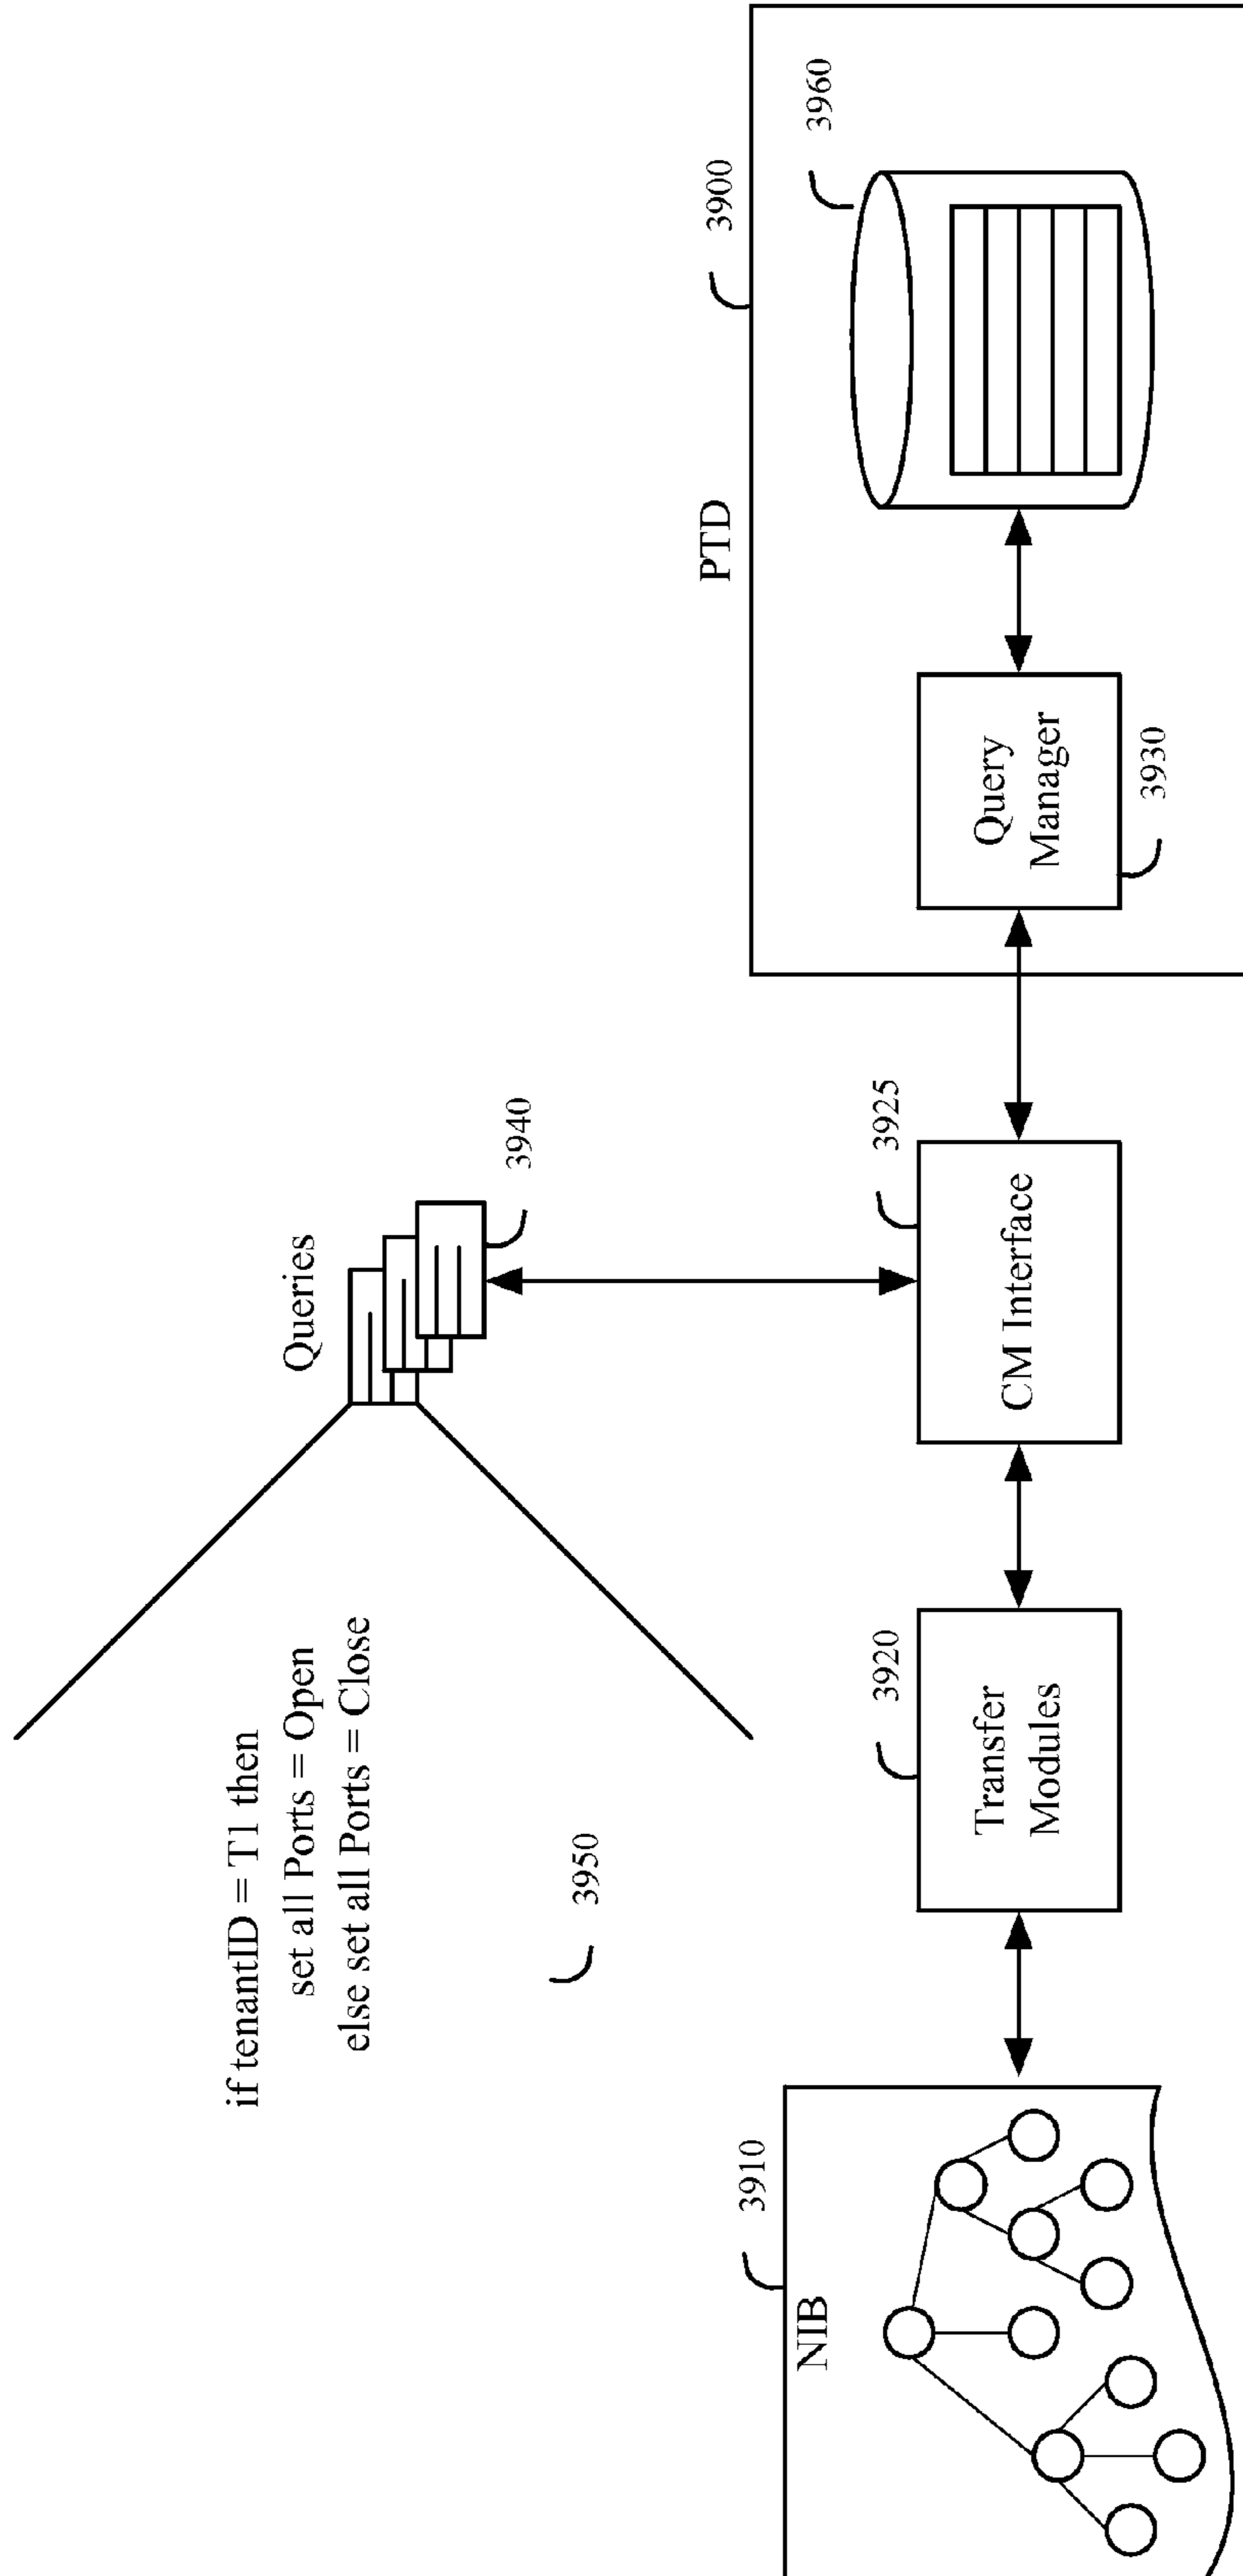 Queries
if tenantID = T1 then
set all Ports = Open
else set all Ports = Close
3950
3940
NIB
3910
Transfer
Modules
3920
CM Interface
3925
PTD
3900
Query
Manager
3930
3960